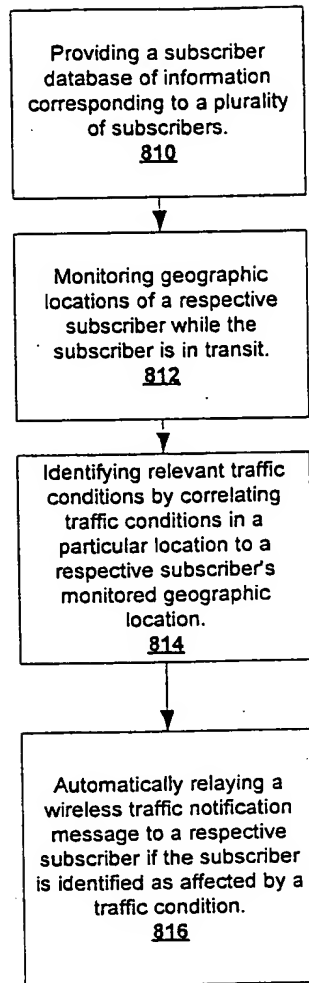 Providing a subscriber
database of information
corresponding to a plurality
of subscribers.
810
Monitoring geographic
locations of a respective
subscriber while the
subscriber is in transit.
812
Identifying relevant traffic
conditions by correlating
traffic conditions in a
particular location to a
respective subscriber's
monitored geographic
location.
814
Automatically relaying a
wireless traffic notification
message to a respective
subscriber if the subscriber
is identified as affected by a
traffic condition.
816